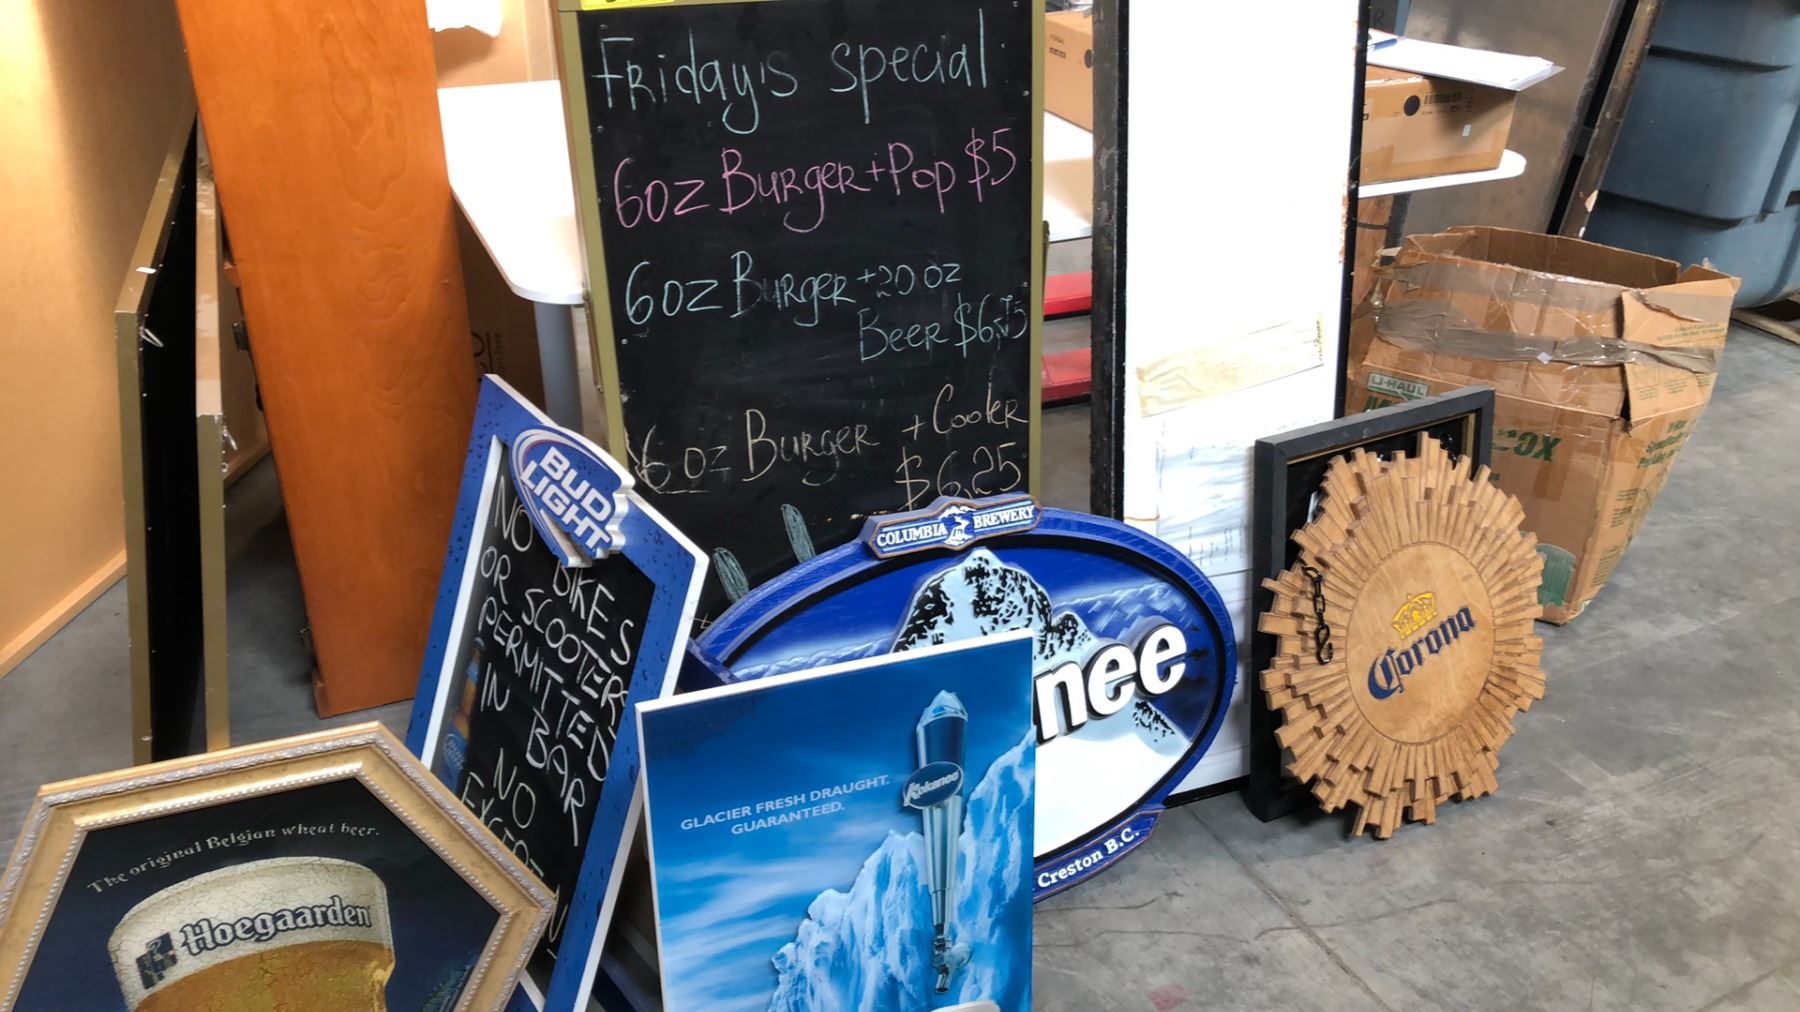 Friday's special
6oz Burger + Pop $5
6oz Burger + 20 oz
Beer $6,75
6oz Burger + Cooler
$6,25
BUD
LIGHT
NO
BIKES
OR SCOOTERS
PERMITTED
IN BAR
NO
COLUMBIA BREWERY
nee
Creston B.C.
GLACIER FRESH DRAUGHT.
GUARANTEED.
Kokanee
Corona
U-HAUL
The original Belgian wheat beer.
Hoegaarden